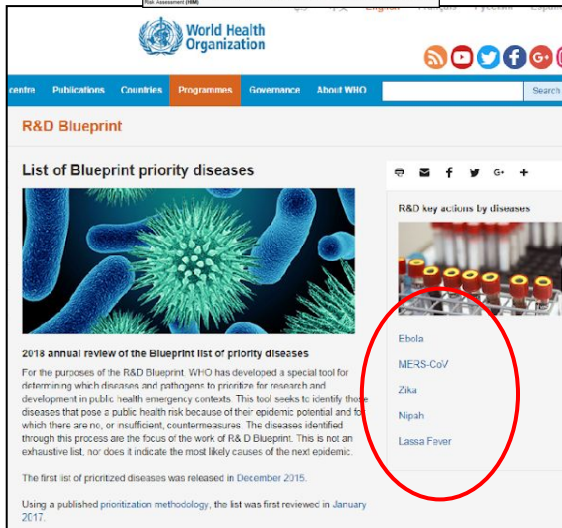 Risk Assessment (HIM)
English
World Health
Organization
centre Publications Countries Programmes Governance About WHO Search
R&D Blueprint
List of Blueprint priority diseases
R&D key actions by diseases
Ebola
MERS-CoV
Zika
Nipah
Lassa Fever
2018 annual review of the Blueprint list of priority diseases
For the purposes of the R&D Blueprint, WHO has developed a special tool for
determining which diseases and pathogens to prioritize for research and
development in public health emergency contexts. This tool seeks to identify those
diseases that pose a public health risk because of their epidemic potential and for
which there are no, or insufficient, countermeasures. The diseases identified
through this process are the focus of the work of R& D Blueprint. This is not an
exhaustive list, nor does it indicate the most likely causes of the next epidemic.
The first list of prioritized diseases was released in December 2015.
Using a published prioritization methodology, the list was first reviewed in January
2017.